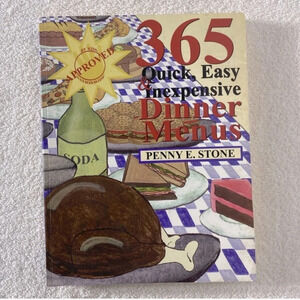 365
APPROVED
Quick, Easy
&
Inexpensive
Dinner
Menus
PENNY E. STONE
SODA